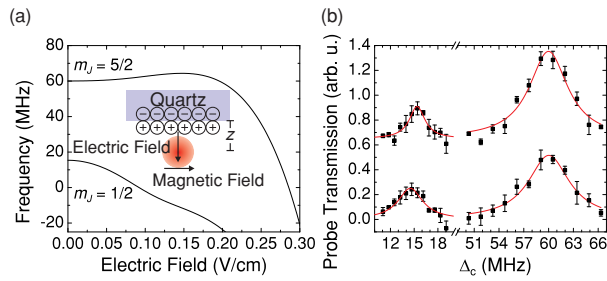 (a)
80
60
40
20
0
-20
Frequency (MHz)
m_J = 5/2
m_J = 1/2
Quartz
− − − − − −
+ + + + + +
z
Electric Field
Magnetic Field
0.00 0.05 0.10 0.15 0.20 0.25 0.30
Electric Field (V/cm)
(b)
1.4
1.2
1.0
0.8
0.6
0.4
0.2
0.0
Probe Transmission (arb. u.)
12 15 18 51 54 57 60 63 66
Δc (MHz)